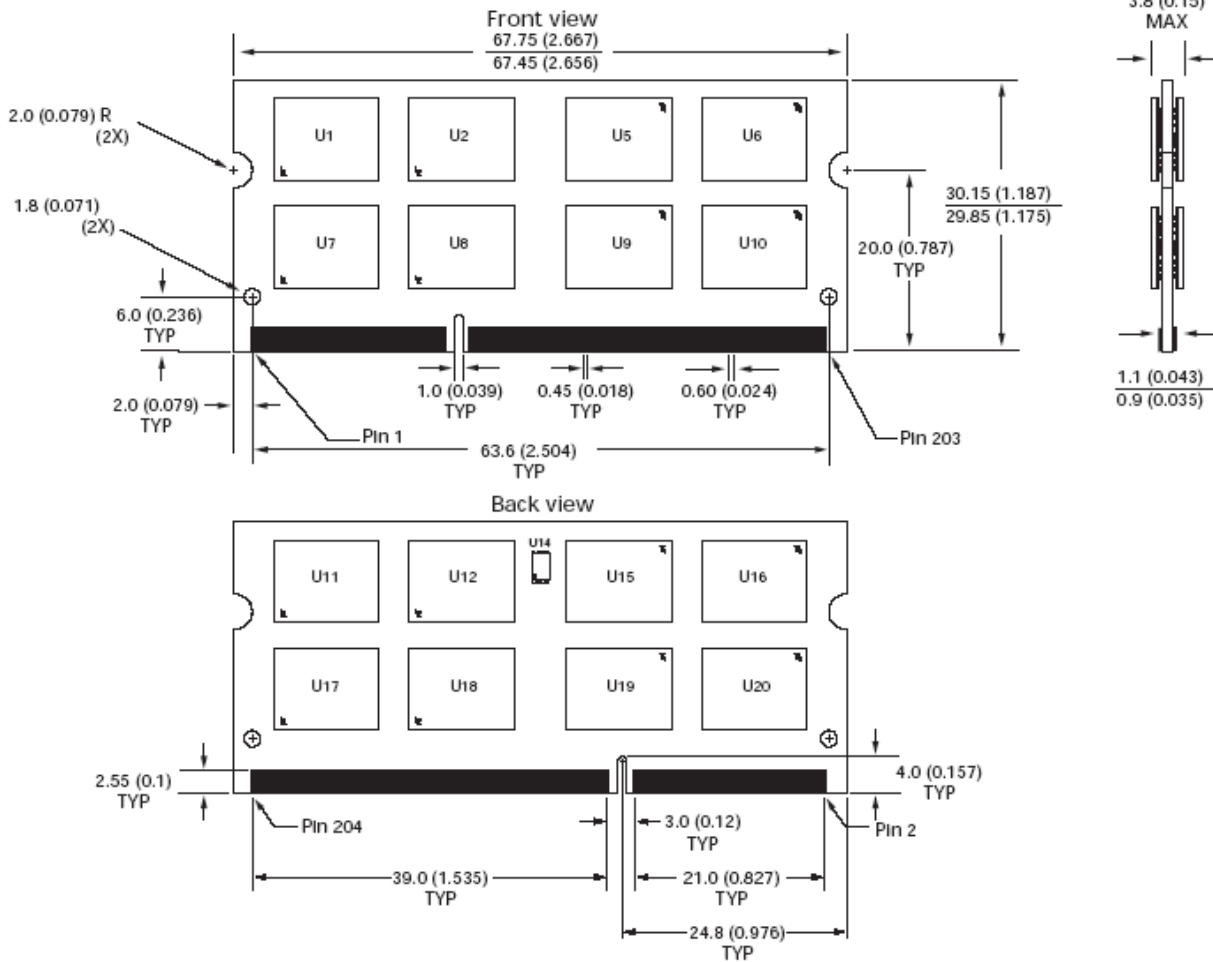 Front view
67.75 (2.667)
67.45 (2.656)
3.8 (0.15)
MAX
2.0 (0.079) R
(2X)
U1
U2
U5
U6
1.8 (0.071)
(2X)
30.15 (1.187)
29.85 (1.175)
U7
U8
U9
U10
20.0 (0.787)
TYP
6.0 (0.236)
TYP
1.0 (0.039)
TYP
0.45 (0.018)
TYP
0.60 (0.024)
TYP
1.1 (0.043)
0.9 (0.035)
2.0 (0.079)
TYP
Pin 1
Pin 203
63.6 (2.504)
TYP
Back view
U14
U11
U12
U15
U16
U17
U18
U19
U20
2.55 (0.1)
TYP
4.0 (0.157)
TYP
Pin 204
3.0 (0.12)
TYP
Pin 2
39.0 (1.535)
TYP
21.0 (0.827)
TYP
24.8 (0.976)
TYP